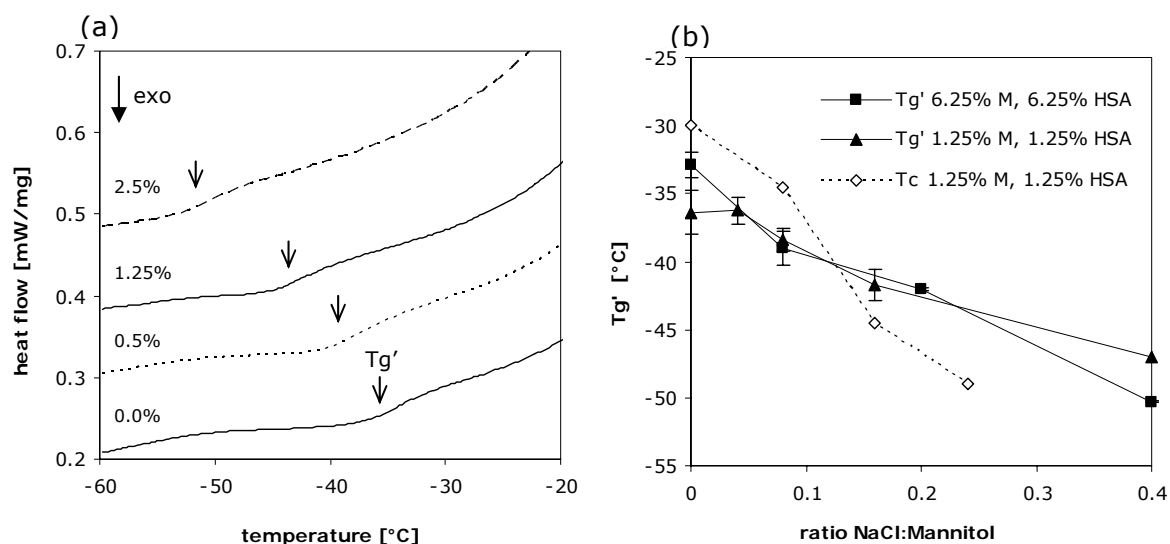 (a)
0.7
0.6
0.5
0.4
0.3
0.2
heat flow [mW/mg]
exo
2.5%
1.25%
0.5%
0.0%
Tg’
-60 -50 -40 -30 -20
temperature [°C]
(b)
-25
-30
-35
-40
-45
-50
-55
Tg' [°C]
Tg' 6.25% M, 6.25% HSA
Tg' 1.25% M, 1.25% HSA
Tc 1.25% M, 1.25% HSA
0 0.1 0.2 0.3 0.4
ratio NaCl:Mannitol